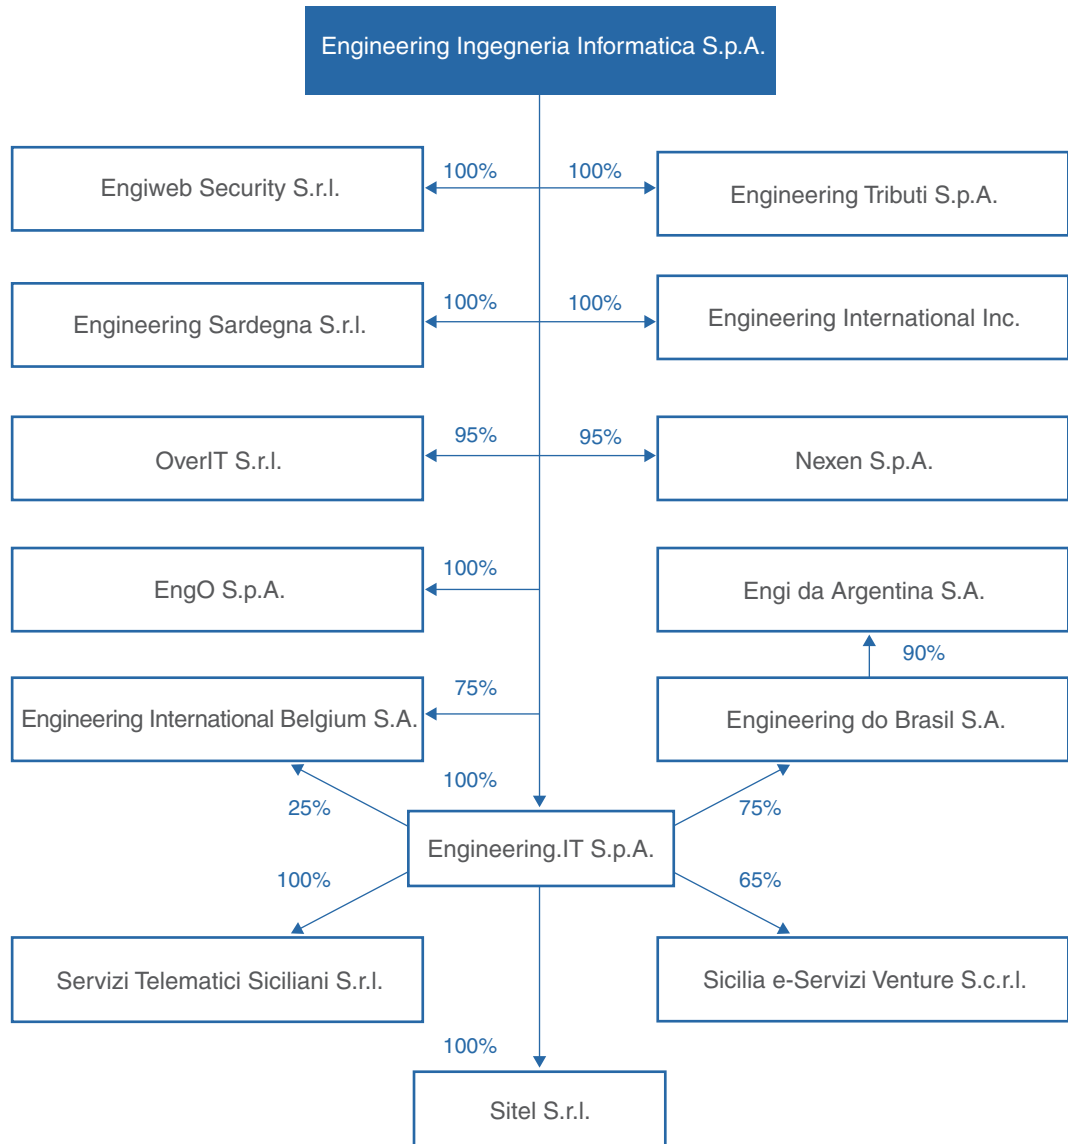 Engineering Ingegneria Informatica S.p.A.
Engiweb Security S.r.l.
100%
100%
Engineering Tributi S.p.A.
Engineering Sardegna S.r.l.
100%
100%
Engineering International Inc.
OverIT S.r.l.
95%
95%
Nexen S.p.A.
EngO S.p.A.
100%
Engi da Argentina S.A.
90%
Engineering International Belgium S.A.
75%
Engineering do Brasil S.A.
100%
25%
75%
Engineering.IT S.p.A.
100%
65%
Servizi Telematici Siciliani S.r.l.
Sicilia e-Servizi Venture S.c.r.l.
100%
Sitel S.r.l.